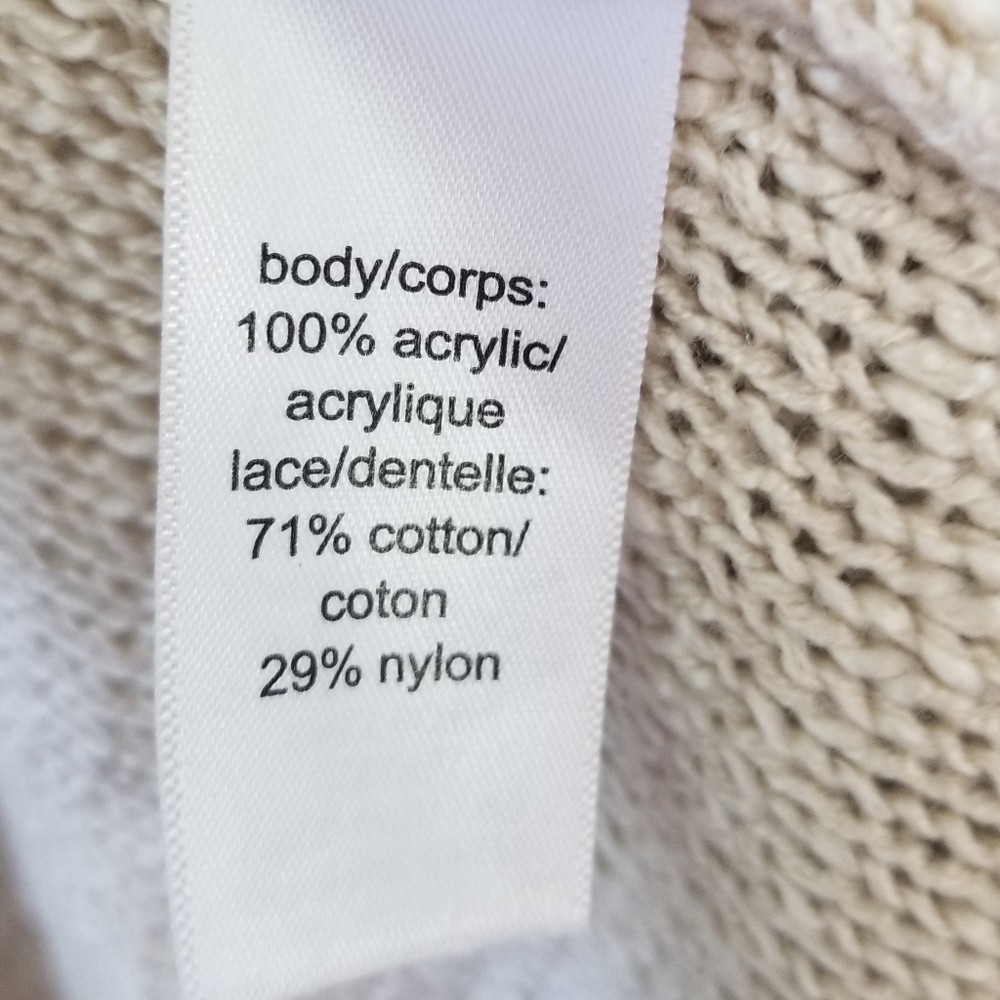 body/corps:
100% acrylic/
acrylique
lace/dentelle:
71% cotton/
coton
29% nylon